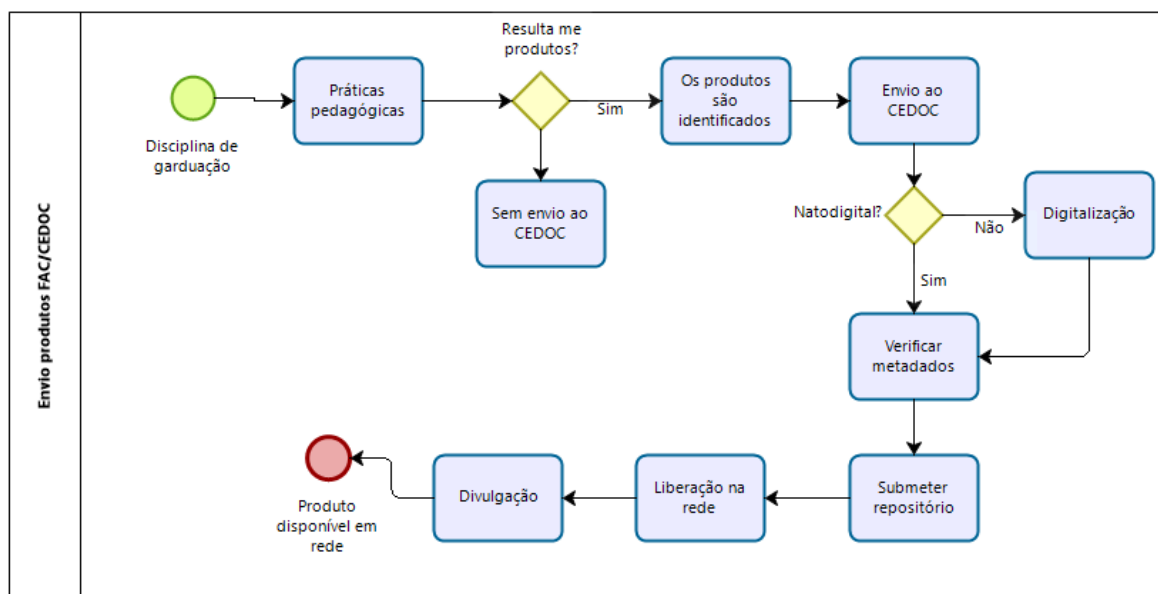 Envio produtos FAC/CEDOC
Disciplina de
garduação
Práticas
pedagógicas
Resulta me
produtos?
Sim
Sem envio ao
CEDOC
Os produtos
são
identificados
Envio ao
CEDOC
Natodigital?
Não
Digitalização
Sim
Verificar
metadados
Submeter
repositório
Liberação na
rede
Divulgação
Produto
disponível em
rede